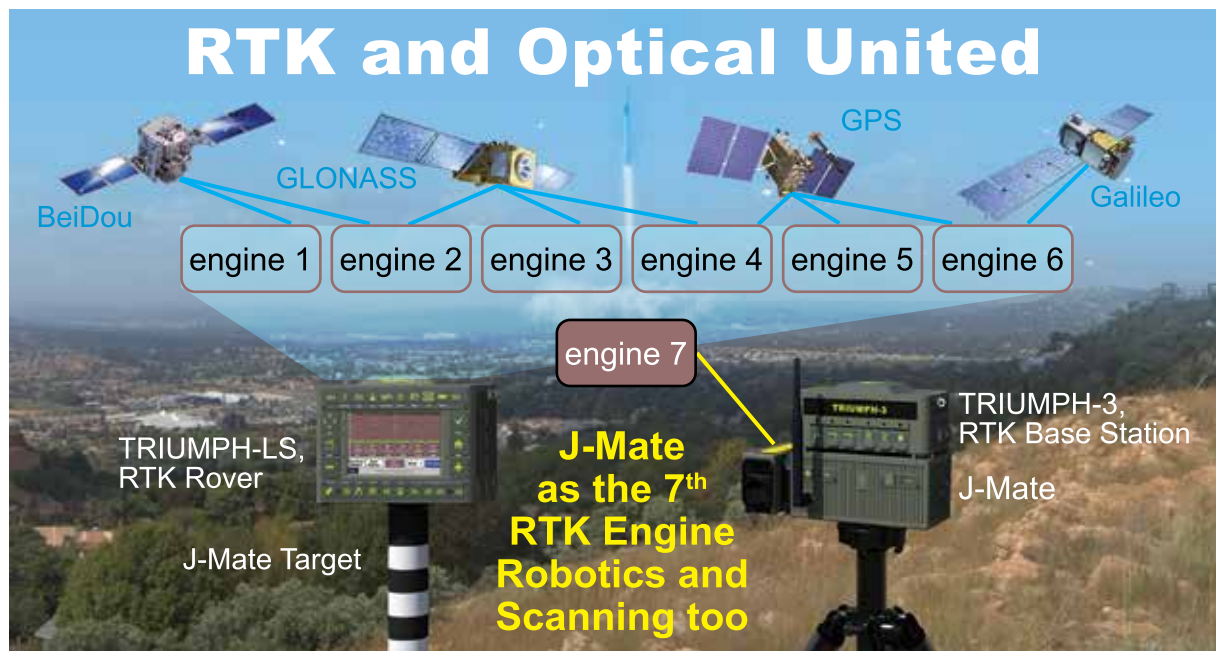 RTK and Optical United
GPS
GLONASS
Galileo
BeiDou
engine 1
engine 2
engine 3
engine 4
engine 5
engine 6
engine 7
TRIUMPH-3
TRIUMPH-3,
RTK Base Station
TRIUMPH-LS,
RTK Rover
J-Mate
J-Mate
as the 7th
RTK Engine
Robotics and
Scanning too
J-Mate Target